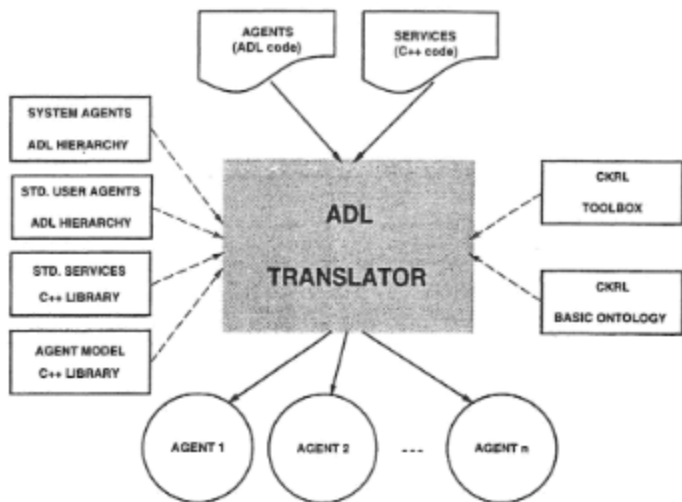 AGENTS
(ADL code)
SERVICES
(C++ code)
SYSTEM AGENTS
ADL HIERARCHY
STD. USER AGENTS
ADL HIERARCHY
STD. SERVICES
C++ LIBRARY
AGENT MODEL
C++ LIBRARY
ADL
TRANSLATOR
CKRL
TOOLBOX
CKRL
BASIC ONTOLOGY
AGENT 1
AGENT 2
---
AGENT n